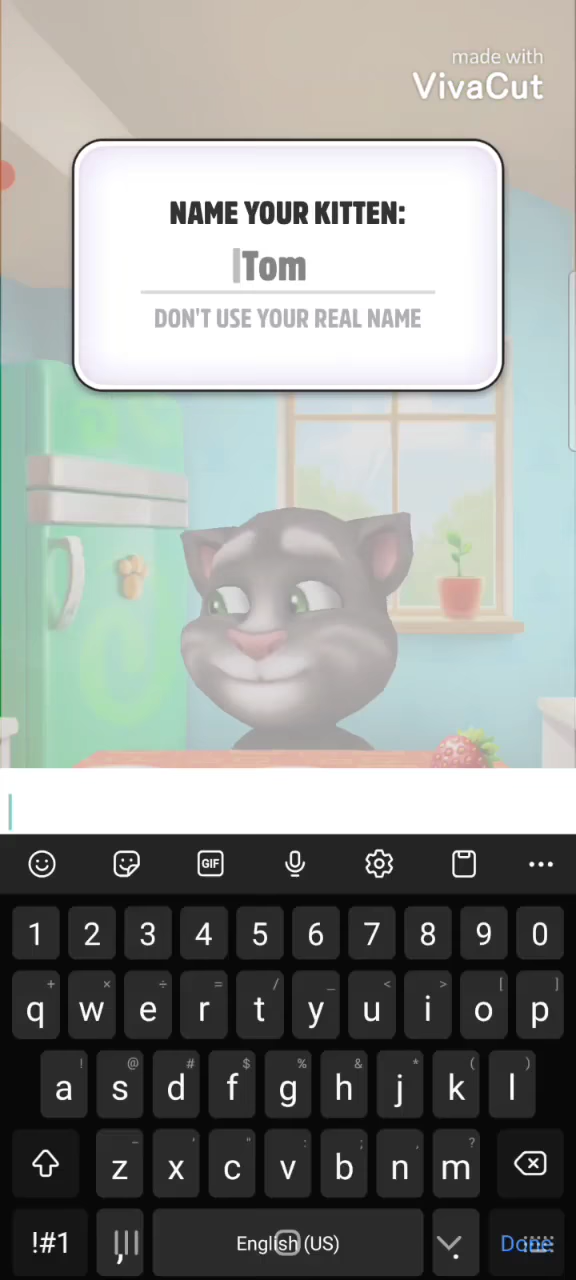 made with
VivaCut
NAME YOUR KITTEN:
Tom
DON'T USE YOUR REAL NAME
GIF
1 2 3 4 5 6 7 8 9 0
q w e r t y u i o p
a s d f g h j k l
z x c v b n m
!#1 , English (US) . Done